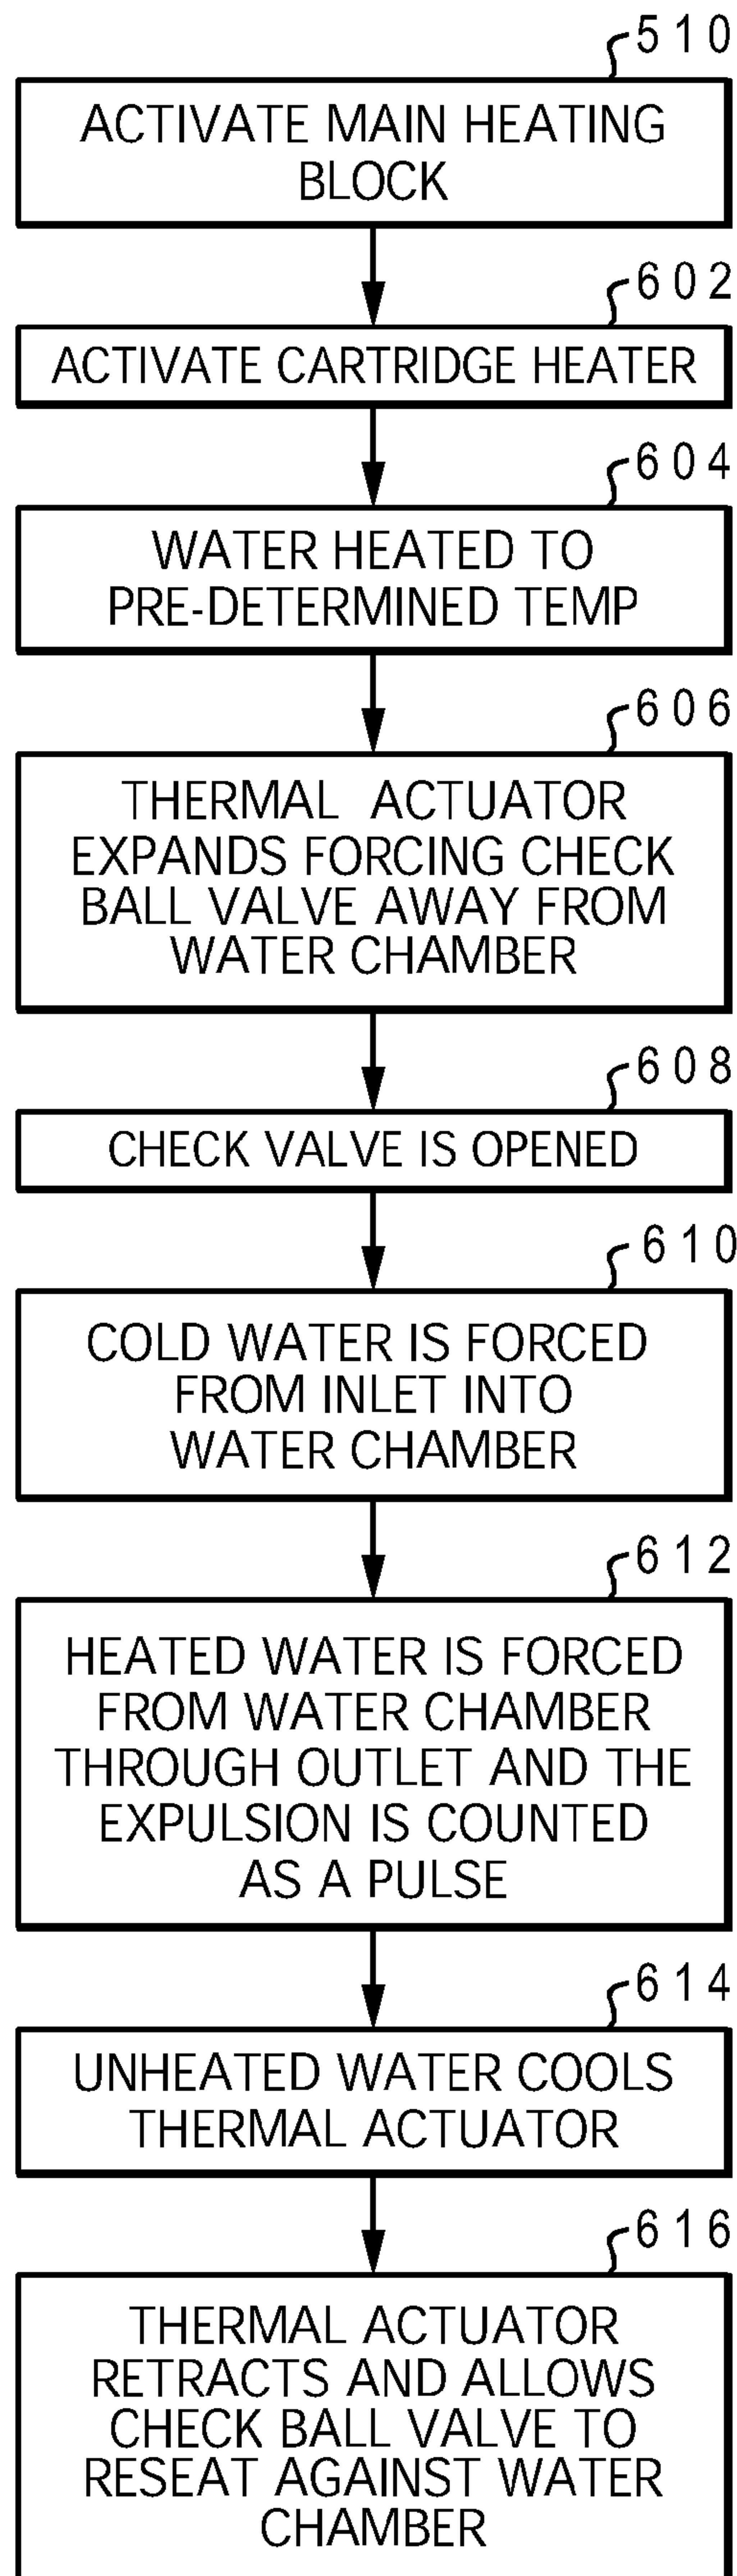 510
ACTIVATE MAIN HEATING
BLOCK
602
ACTIVATE CARTRIDGE HEATER
604
WATER HEATED TO
PRE-DETERMINED TEMP
606
THERMAL ACTUATOR
EXPANDS FORCING CHECK
BALL VALVE AWAY FROM
WATER CHAMBER
608
CHECK VALVE IS OPENED
610
COLD WATER IS FORCED
FROM INLET INTO
WATER CHAMBER
612
HEATED WATER IS FORCED
FROM WATER CHAMBER
THROUGH OUTLET AND THE
EXPULSION IS COUNTED
AS A PULSE
614
UNHEATED WATER COOLS
THERMAL ACTUATOR
616
THERMAL ACTUATOR
RETRACTS AND ALLOWS
CHECK BALL VALVE TO
RESEAT AGAINST WATER
CHAMBER